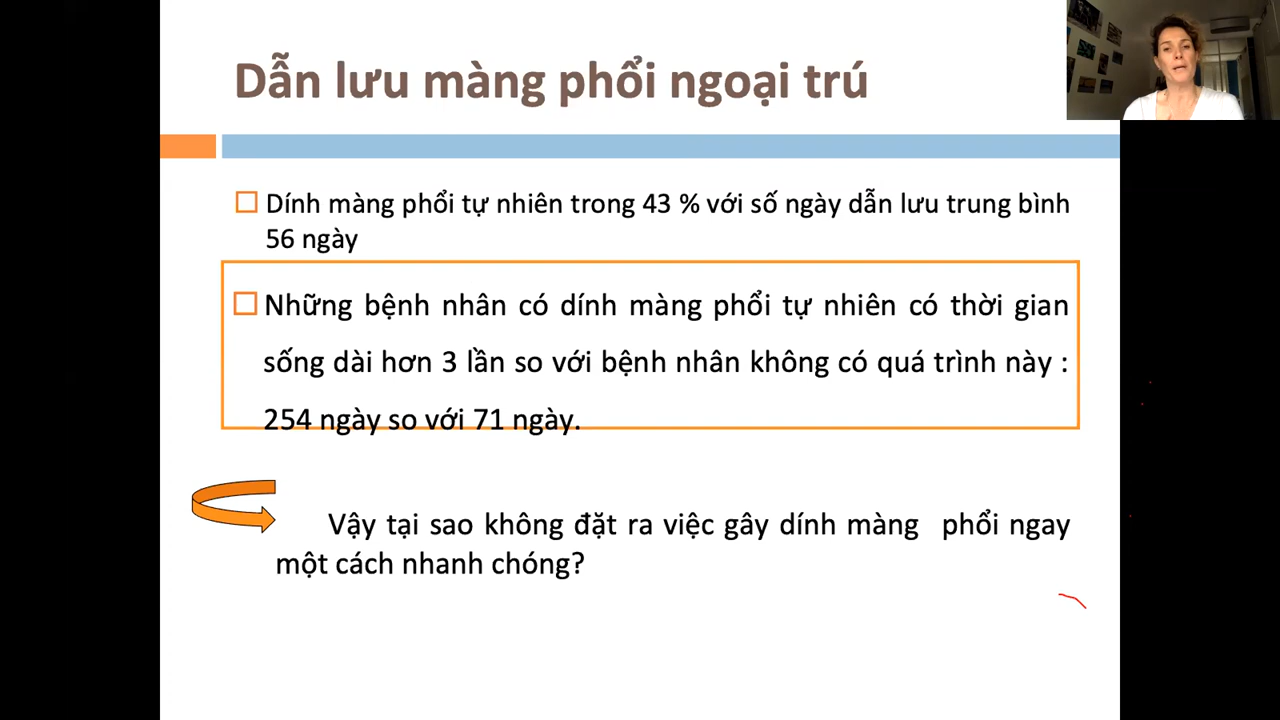 Dẫn lưu màng phổi ngoại trú
Dính màng phổi tự nhiên trong 43 % với số ngày dẫn lưu trung bình
56 ngày
Những bệnh nhân có dính màng phổi tự nhiên có thời gian
sống dài hơn 3 lần so với bệnh nhân không có quá trình này :
254 ngày so với 71 ngày.
Vậy tại sao không đặt ra việc gây dính màng phổi ngay
một cách nhanh chóng?